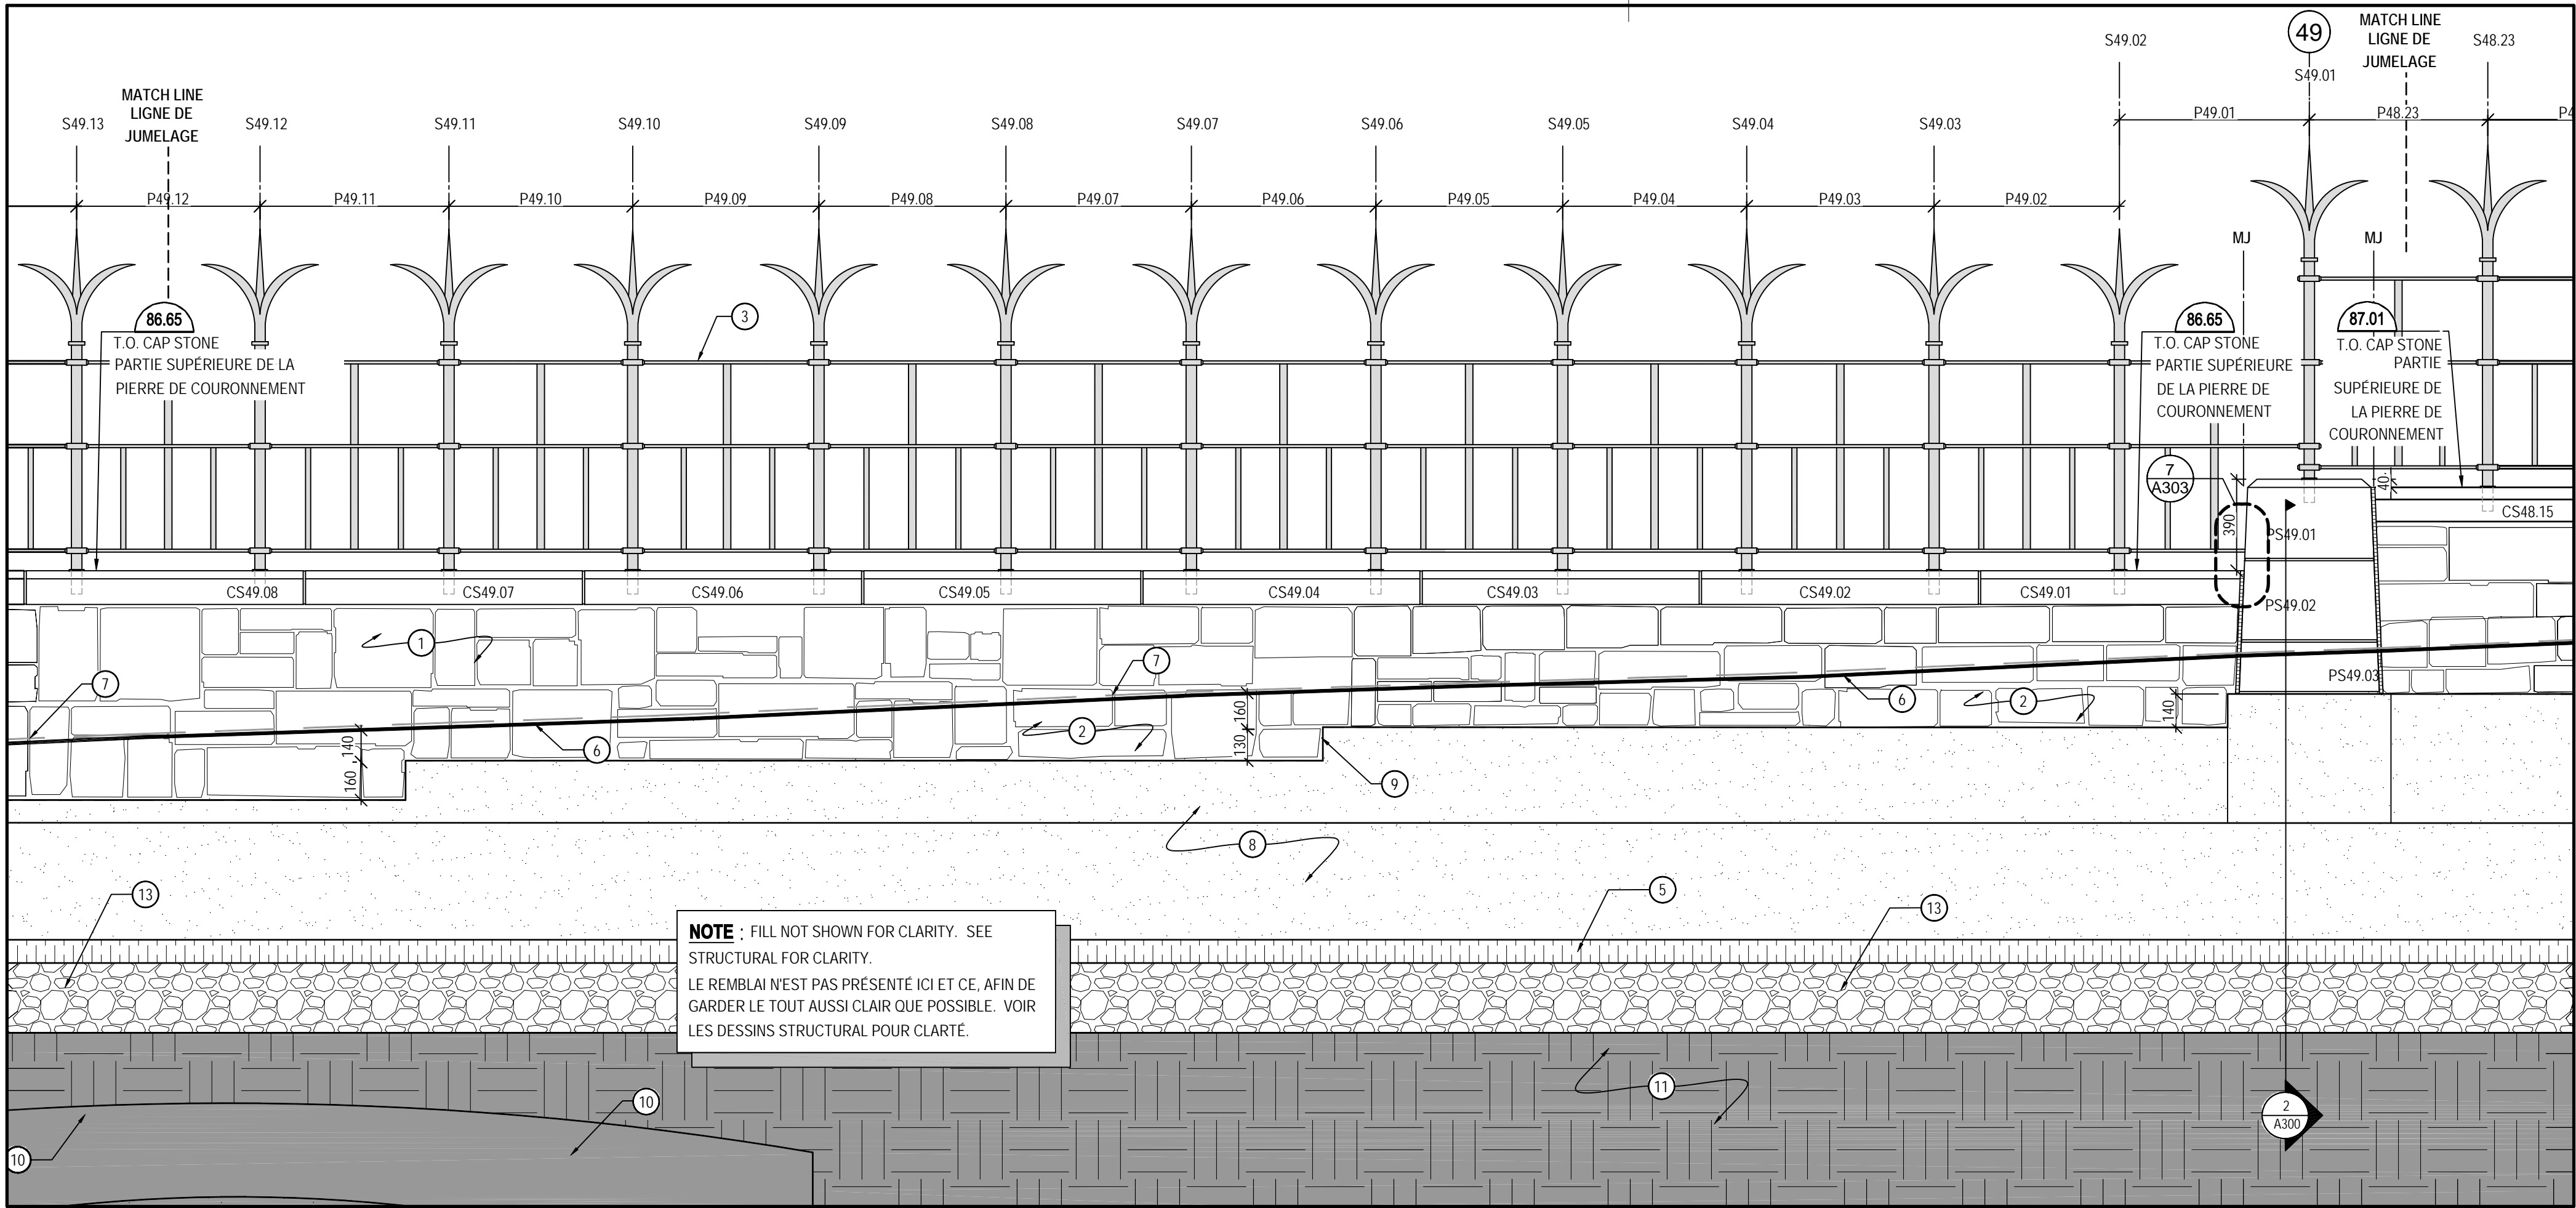 49
MATCH LINE
LIGNE DE
JUMELAGE
S49.02
S48.23
S49.01
MATCH LINE
LIGNE DE
JUMELAGE
S49.13
S49.12
S49.11
S49.10
S49.09
S49.08
S49.07
S49.06
S49.05
S49.04
S49.03
P49.01
P48.23
P49.12
P49.11
P49.10
P49.09
P49.08
P49.07
P49.06
P49.05
P49.04
P49.03
P49.02
MJ
MJ
86.65
T.O. CAP STONE
PARTIE SUPÉRIEURE DE LA
PIERRE DE COURONNEMENT
3
86.65
T.O. CAP STONE
PARTIE SUPÉRIEURE
DE LA PIERRE DE
COURONNEMENT
87.01
T.O. CAP STONE
PARTIE
SUPÉRIEURE DE
LA PIERRE DE
COURONNEMENT
7
A303
40
390
CS48.15
PS49.01
CS49.08
CS49.07
CS49.06
CS49.05
CS49.04
CS49.03
CS49.02
CS49.01
PS49.02
1
7
7
PS49.03
6
2
2
6
140
160
160
130
140
9
8
13
5
13
NOTE : FILL NOT SHOWN FOR CLARITY. SEE
STRUCTURAL FOR CLARITY.
LE REMBLAI N'EST PAS PRÉSENTÉ ICI ET CE, AFIN DE
GARDER LE TOUT AUSSI CLAIR QUE POSSIBLE. VOIR
LES DESSINS STRUCTURAL POUR CLARTÉ.
11
10
10
2
A300